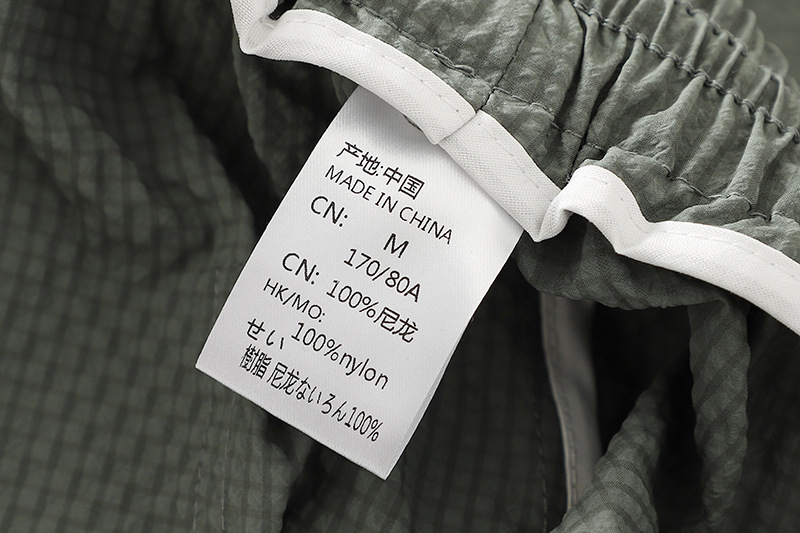 产地:中国
MADE IN CHINA
CN: M
170/80A
CN: 100%尼龙
HK/MO:
100%nylon
せい
樹脂 尼龙ないろん100%